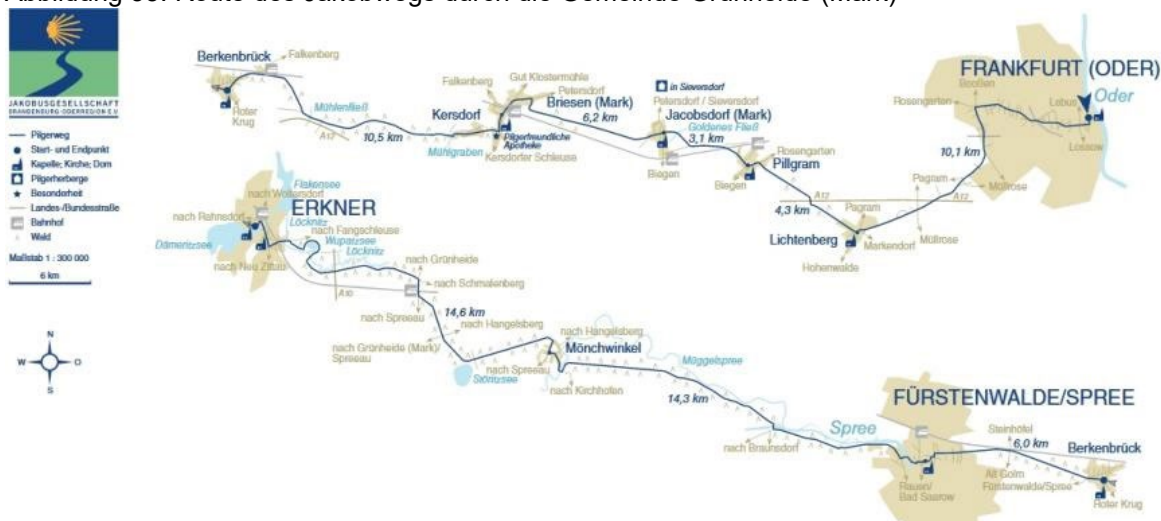 Abbildung 35: Route des Jakobwegs durch die Gemeinde Grünheide (Mark)
JAKOBUSGESELLSCHAFT
BRANDENBURG-ODERREGION E.V.
Pilgerweg
Start- und Endpunkt
Kapelle; Kirche; Dom
Pilgerherberge
Besonderheit
Landes-/Bundesstraße
Bahnhof
Wald
Maßstab 1 : 300 000
6 km
N
W
O
S
Berkenbrück
Falkenberg
Roter
Krug
Mühlenfließ
A12
10,5 km
Mühlgraben
Falkenberg
Gut Klostermühle
Petersdorf
Kersdorf
Briesen (Mark)
6,2 km
Pilgerfreundliche
Apotheke
Kersdorfer Schleuse
in Sieversdorf
Petersdorf / Sieversdorf
Jacobsdorf (Mark)
Goldenes Fließ
3,1 km
Biegen
Rosengarten
Pillgram
Biegen
4,3 km
A12
Pagram
Lichtenberg
Markendorf
Hohenwalde
Müllrose
A12
Pagram
Müllrose
10,1 km
FRANKFURT (ODER)
Booßen
Rosengarten
Lebus
Oder
Lossow
nach Woltersdorf
Flakensee
ERKNER
nach Rahnsdorf
Löcknitz
nach Fangschleuse
Dämeritzsee
Wupatzsee
Löcknitz
nach Neu Zittau
A10
nach Grünheide
nach Schmalenberg
nach Spreeau
14,6 km
nach Hangelsberg
nach Grünheide (Mark)/
Spreeau
Störitzsee
nach Hangelsberg
Mönchwinkel
nach Spreeau
nach Kirchhofen
Müggelspree
14,3 km
nach Braunsdorf
FÜRSTENWALDE/SPREE
Spree
Steinhöfel
6,0 km
Berkenbrück
Rauen/
Bad Saarow
Alt Golm
Fürstenwalde/Spree
Roter Krug